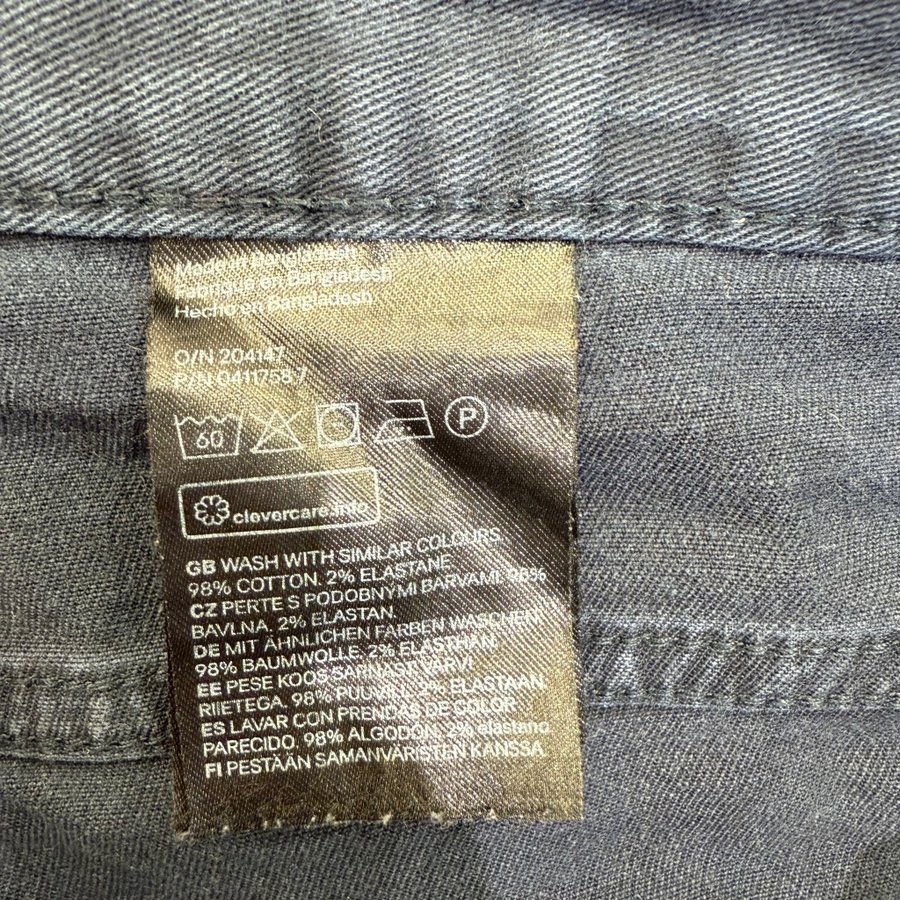 Made in Bangladesh
Fabriqué en Bangladesh
Hecho en Bangladesh
O/N 204147
P/N 0411758 7
60
P
clevercare.info
GB WASH WITH SIMILAR COLOURS
98% COTTON, 2% ELASTANE
CZ PERTE S PODOBNÝMI BARVAMI. 98%
BAVLNA, 2% ELASTAN.
DE MIT ÄHNLICHEN FARBEN WASCHEN
98% BAUMWOLLE, 2% ELASTHAN
EE PESE KOOS SARNAST VÄRVI
RIIETEGA. 98% PUUVILL, 2% ELASTAAN
ES LAVAR CON PRENDAS DE COLOR
PARECIDO. 98% ALGODÓN, 2% elastano
FI PESTÄÄN SAMANVÄRISTEN KANSSA